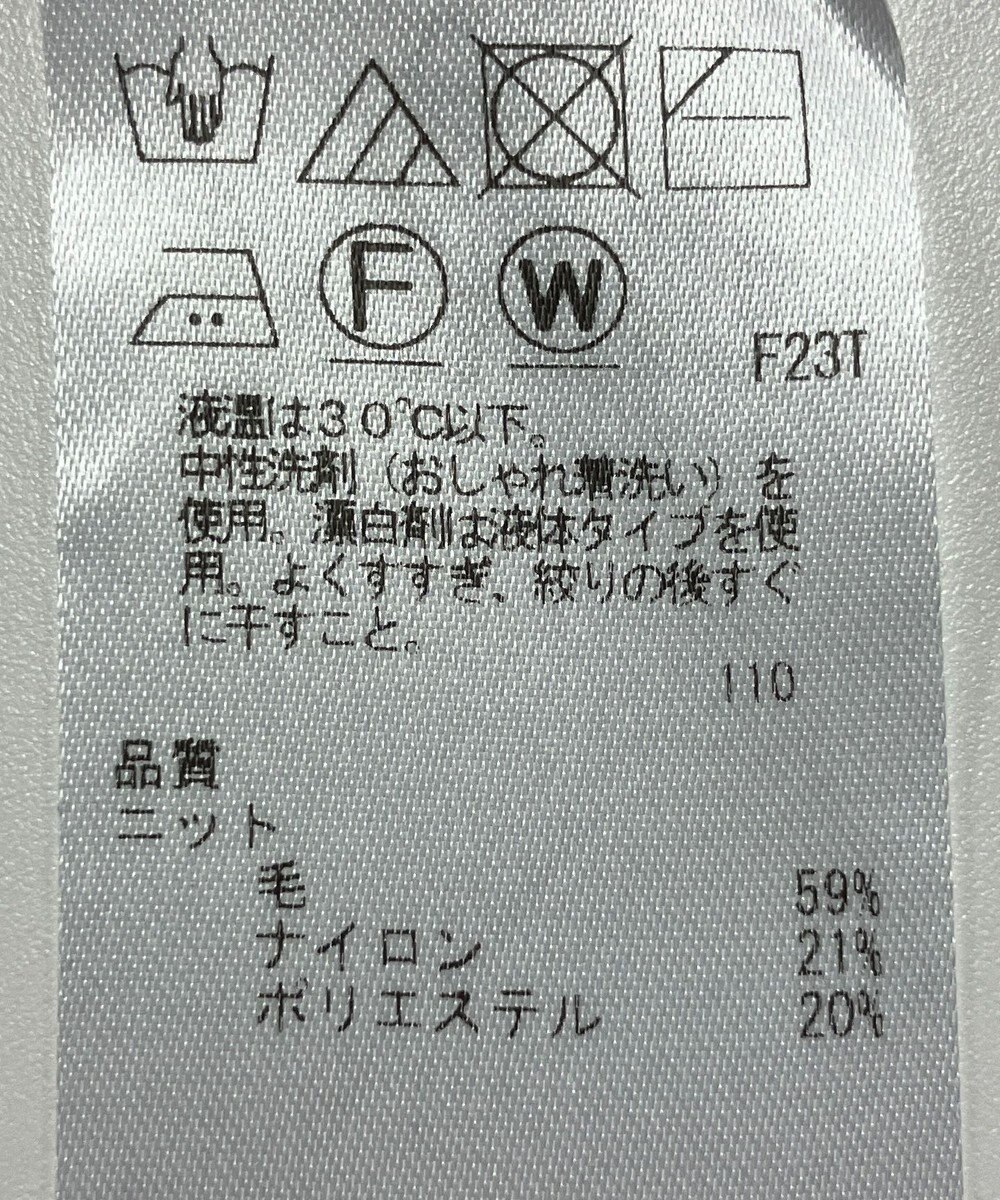 F
W
F23T
液温は30℃以下。
中性洗剤（おしゃれ着洗い）を
使用。漂白剤は液体タイプを使
用。よくすすぎ、絞りの後すぐ
に干すこと。
110
品質
ニット
毛 59%
ナイロン 21%
ポリエステル 20%